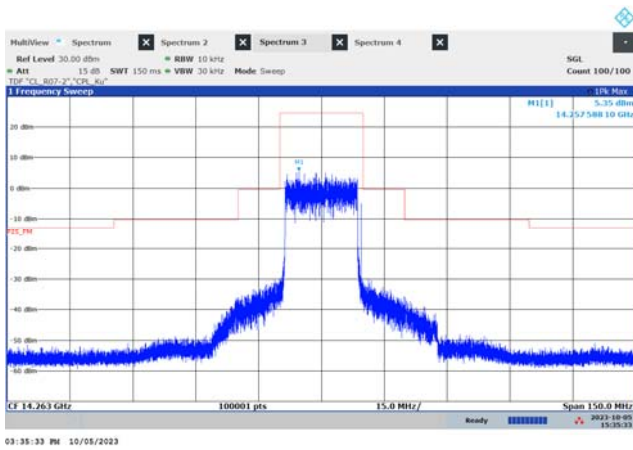 MultiView Spectrum X Spectrum 2 X Spectrum 3 X Spectrum 4 X
Ref Level 30.00 dBm RBW 10 kHz SGL
Att 15 dB SWT 150 ms VBW 30 kHz Mode Sweep Count 100/100
TDF "CL_R07-2","CPL_Ku"
1 Frequency Sweep 1Pk Max
M1[1] 5.35 dBm
14.257 508 10 GHz
20 dBm
10 dBm
M1
0 dBm
-10 dBm
-20 dBm
-30 dBm
-40 dBm
-50 dBm
-60 dBm
CF 14.263 GHz 100001 pts 15.0 MHz/ Span 150.0 MHz
Ready 2023-10-05
15:35:33
03:35:33 PM 10/05/2023